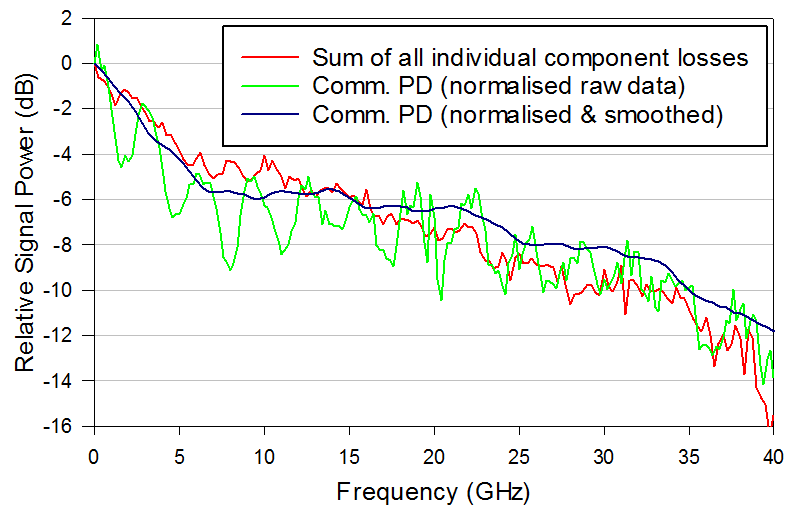 2
0
-2
-4
-6
-8
-10
-12
-14
-16
Relative Signal Power (dB)
Sum of all individual component losses
Comm. PD (normalised raw data)
Comm. PD (normalised & smoothed)
0 5 10 15 20 25 30 35 40
Frequency (GHz)